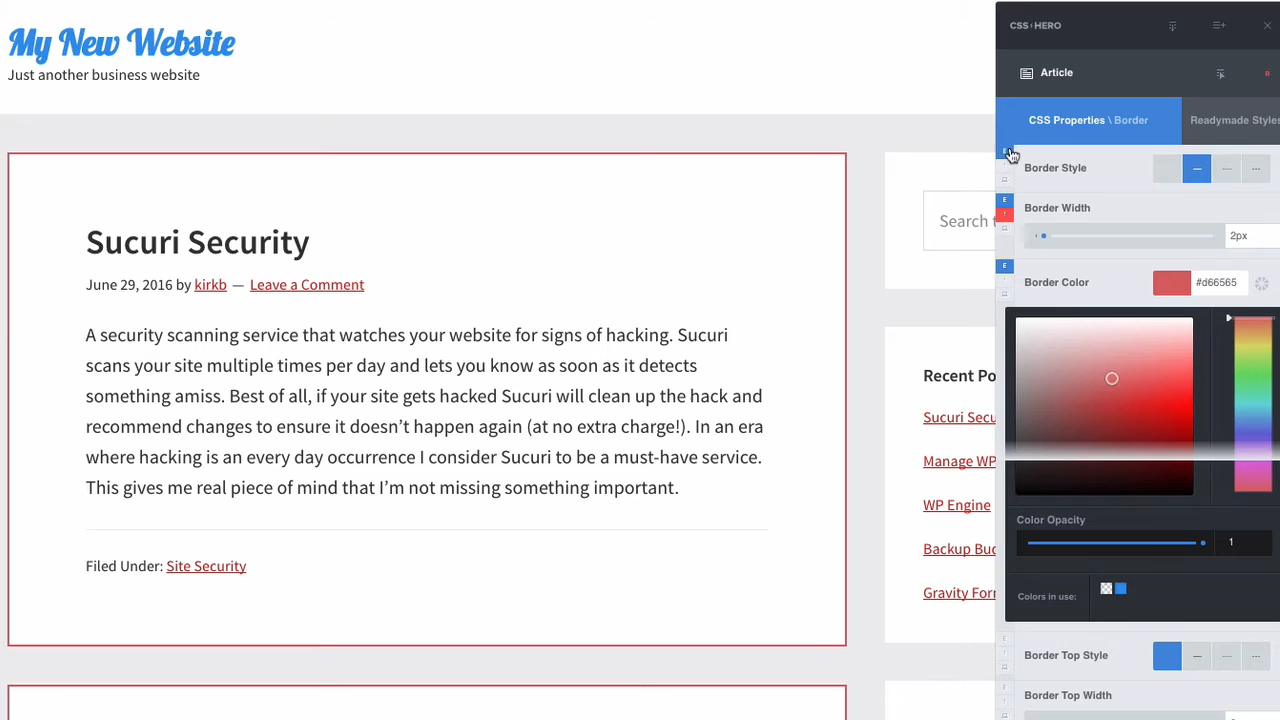 My New Website
Just another business website
Sucuri Security
June 29, 2016 by kirkb — Leave a Comment
A security scanning service that watches your website for signs of hacking. Sucuri
scans your site multiple times per day and lets you know as soon as it detects
something amiss. Best of all, if your site gets hacked Sucuri will clean up the hack and
recommend changes to ensure it doesn't happen again (at no extra charge!). In an era
where hacking is an every day occurrence I consider Sucuri to be a must-have service.
This gives me real piece of mind that I'm not missing something important.
Filed Under: Site Security
Search
Recent Po
Sucuri Secu
Manage WP
WP Engine
Backup Bud
Gravity Forn
CSS HERO
Article
R
CSS Properties \ Border
Readymade Styles
Border Style
E
Border Width
2px
E
Border Color
#d66565
Color Opacity
1
Colors in use:
Border Top Style
Border Top Width